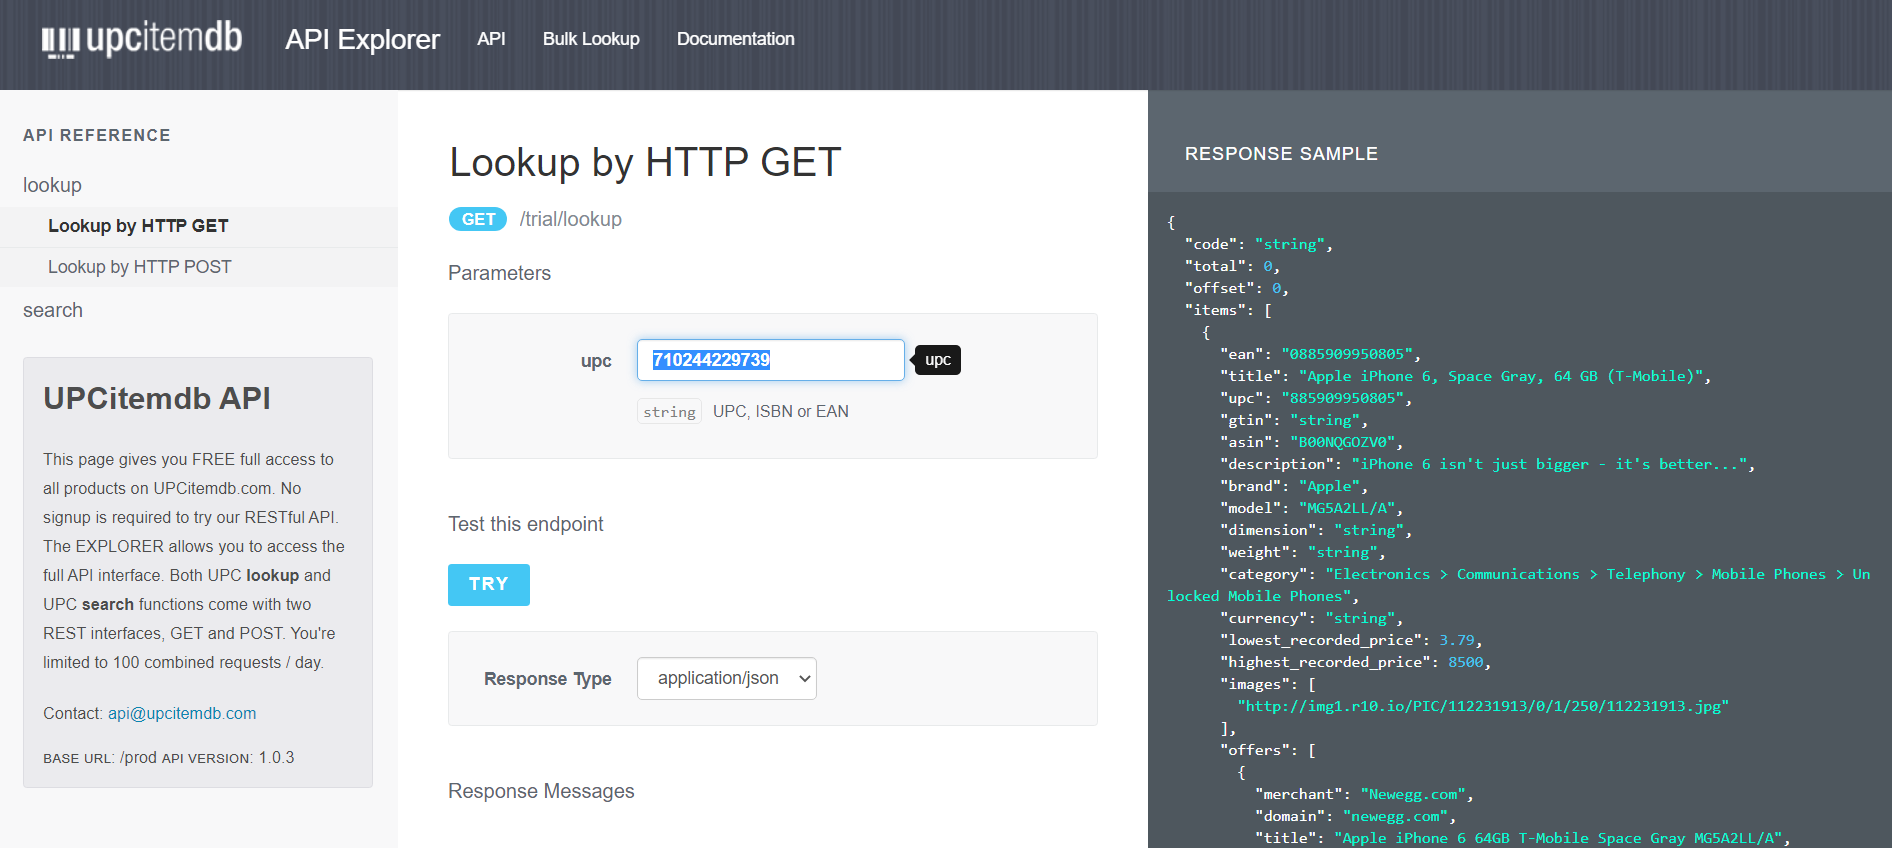 upcitemdb API Explorer API Bulk Lookup Documentation
API REFERENCE
lookup
Lookup by HTTP GET
Lookup by HTTP POST
search
UPCitemdb API
This page gives you FREE full access to
all products on UPCitemdb.com. No
signup is required to try our RESTful API.
The EXPLORER allows you to access the
full API interface. Both UPC lookup and
UPC search functions come with two
REST interfaces, GET and POST. You're
limited to 100 combined requests / day.
Contact: api@upcitemdb.com
BASE URL: /prod API VERSION: 1.0.3
Lookup by HTTP GET
GET /trial/lookup
Parameters
upc 710244229739 upc
string UPC, ISBN or EAN
Test this endpoint
TRY
Response Type application/json
Response Messages
RESPONSE SAMPLE
{
"code": "string",
"total": 0,
"offset": 0,
"items": [
{
"ean": "0885909950805",
"title": "Apple iPhone 6, Space Gray, 64 GB (T-Mobile)",
"upc": "885909950805",
"gtin": "string",
"asin": "B00NQGOZV0",
"description": "iPhone 6 isn't just bigger - it's better...",
"brand": "Apple",
"model": "MG5A2LL/A",
"dimension": "string",
"weight": "string",
"category": "Electronics > Communications > Telephony > Mobile Phones > Un
locked Mobile Phones",
"currency": "string",
"lowest_recorded_price": 3.79,
"highest_recorded_price": 8500,
"images": [
"http://img1.r10.io/PIC/112231913/0/1/250/112231913.jpg"
],
"offers": [
{
"merchant": "Newegg.com",
"domain": "newegg.com",
"title": "Apple iPhone 6 64GB T-Mobile Space Gray MG5A2LL/A",